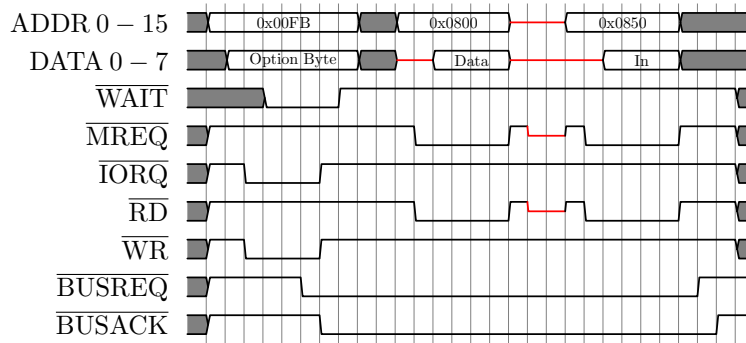 ADDR 0 − 15 0x00FB 0x0800 0x0850
DATA 0 − 7 Option Byte Data In
WAIT
MREQ
IORQ
RD
WR
BUSREQ
BUSACK